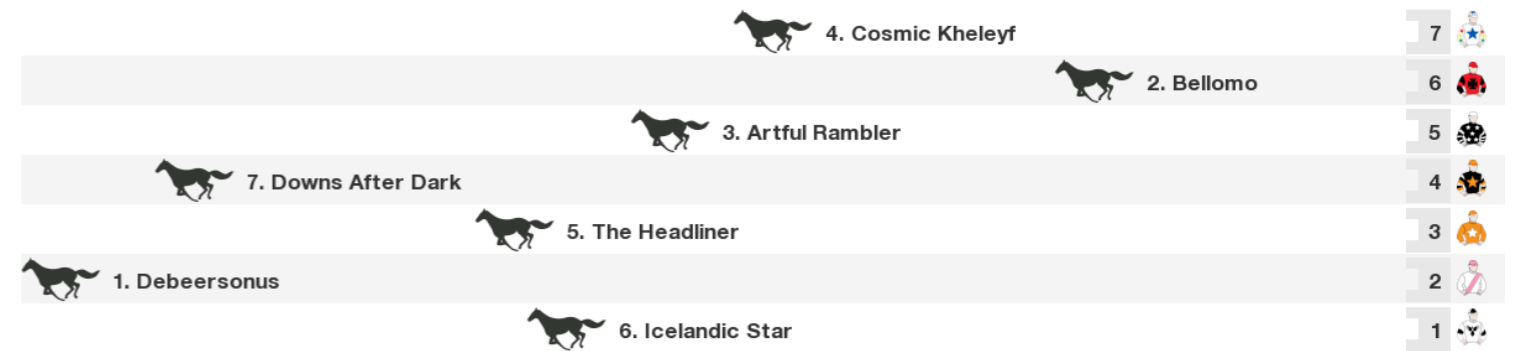 4. Cosmic Kheleyf 7
2. Bellomo 6
3. Artful Rambler 5
7. Downs After Dark 4
5. The Headliner 3
1. Debeersonus 2
6. Icelandic Star 1